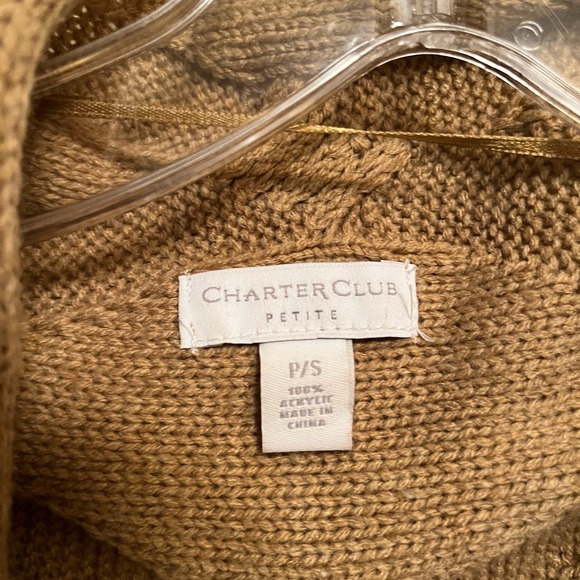 CHARTER CLUB
PETITE
P/S
100%
ACRYLIC
MADE IN
CHINA